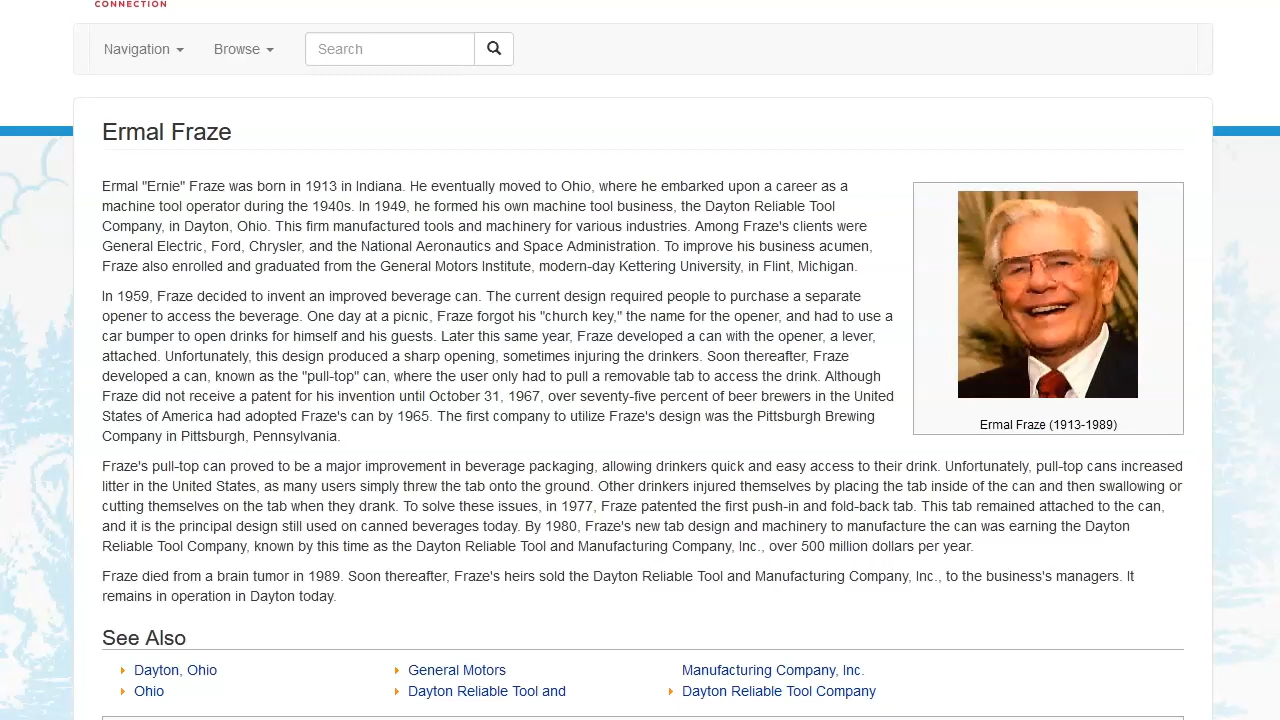 CONNECTION
Navigation
Browse
Search
Ermal Fraze
Ermal "Ernie" Fraze was born in 1913 in Indiana. He eventually moved to Ohio, where he embarked upon a career as a
machine tool operator during the 1940s. In 1949, he formed his own machine tool business, the Dayton Reliable Tool
Company, in Dayton, Ohio. This firm manufactured tools and machinery for various industries. Among Fraze's clients were
General Electric, Ford, Chrysler, and the National Aeronautics and Space Administration. To improve his business acumen,
Fraze also enrolled and graduated from the General Motors Institute, modern-day Kettering University, in Flint, Michigan.
In 1959, Fraze decided to invent an improved beverage can. The current design required people to purchase a separate
opener to access the beverage. One day at a picnic, Fraze forgot his "church key," the name for the opener, and had to use a
car bumper to open drinks for himself and his guests. Later this same year, Fraze developed a can with the opener, a lever,
attached. Unfortunately, this design produced a sharp opening, sometimes injuring the drinkers. Soon thereafter, Fraze
developed a can, known as the "pull-top" can, where the user only had to pull a removable tab to access the drink. Although
Fraze did not receive a patent for his invention until October 31, 1967, over seventy-five percent of beer brewers in the United
States of America had adopted Fraze's can by 1965. The first company to utilize Fraze's design was the Pittsburgh Brewing
Company in Pittsburgh, Pennsylvania.
Ermal Fraze (1913-1989)
Fraze's pull-top can proved to be a major improvement in beverage packaging, allowing drinkers quick and easy access to their drink. Unfortunately, pull-top cans increased
litter in the United States, as many users simply threw the tab onto the ground. Other drinkers injured themselves by placing the tab inside of the can and then swallowing or
cutting themselves on the tab when they drank. To solve these issues, in 1977, Fraze patented the first push-in and fold-back tab. This tab remained attached to the can,
and it is the principal design still used on canned beverages today. By 1980, Fraze's new tab design and machinery to manufacture the can was earning the Dayton
Reliable Tool Company, known by this time as the Dayton Reliable Tool and Manufacturing Company, Inc., over 500 million dollars per year.
Fraze died from a brain tumor in 1989. Soon thereafter, Fraze's heirs sold the Dayton Reliable Tool and Manufacturing Company, Inc., to the business's managers. It
remains in operation in Dayton today.
See Also
Dayton, Ohio
Ohio
General Motors
Dayton Reliable Tool and
Manufacturing Company, Inc.
Dayton Reliable Tool Company